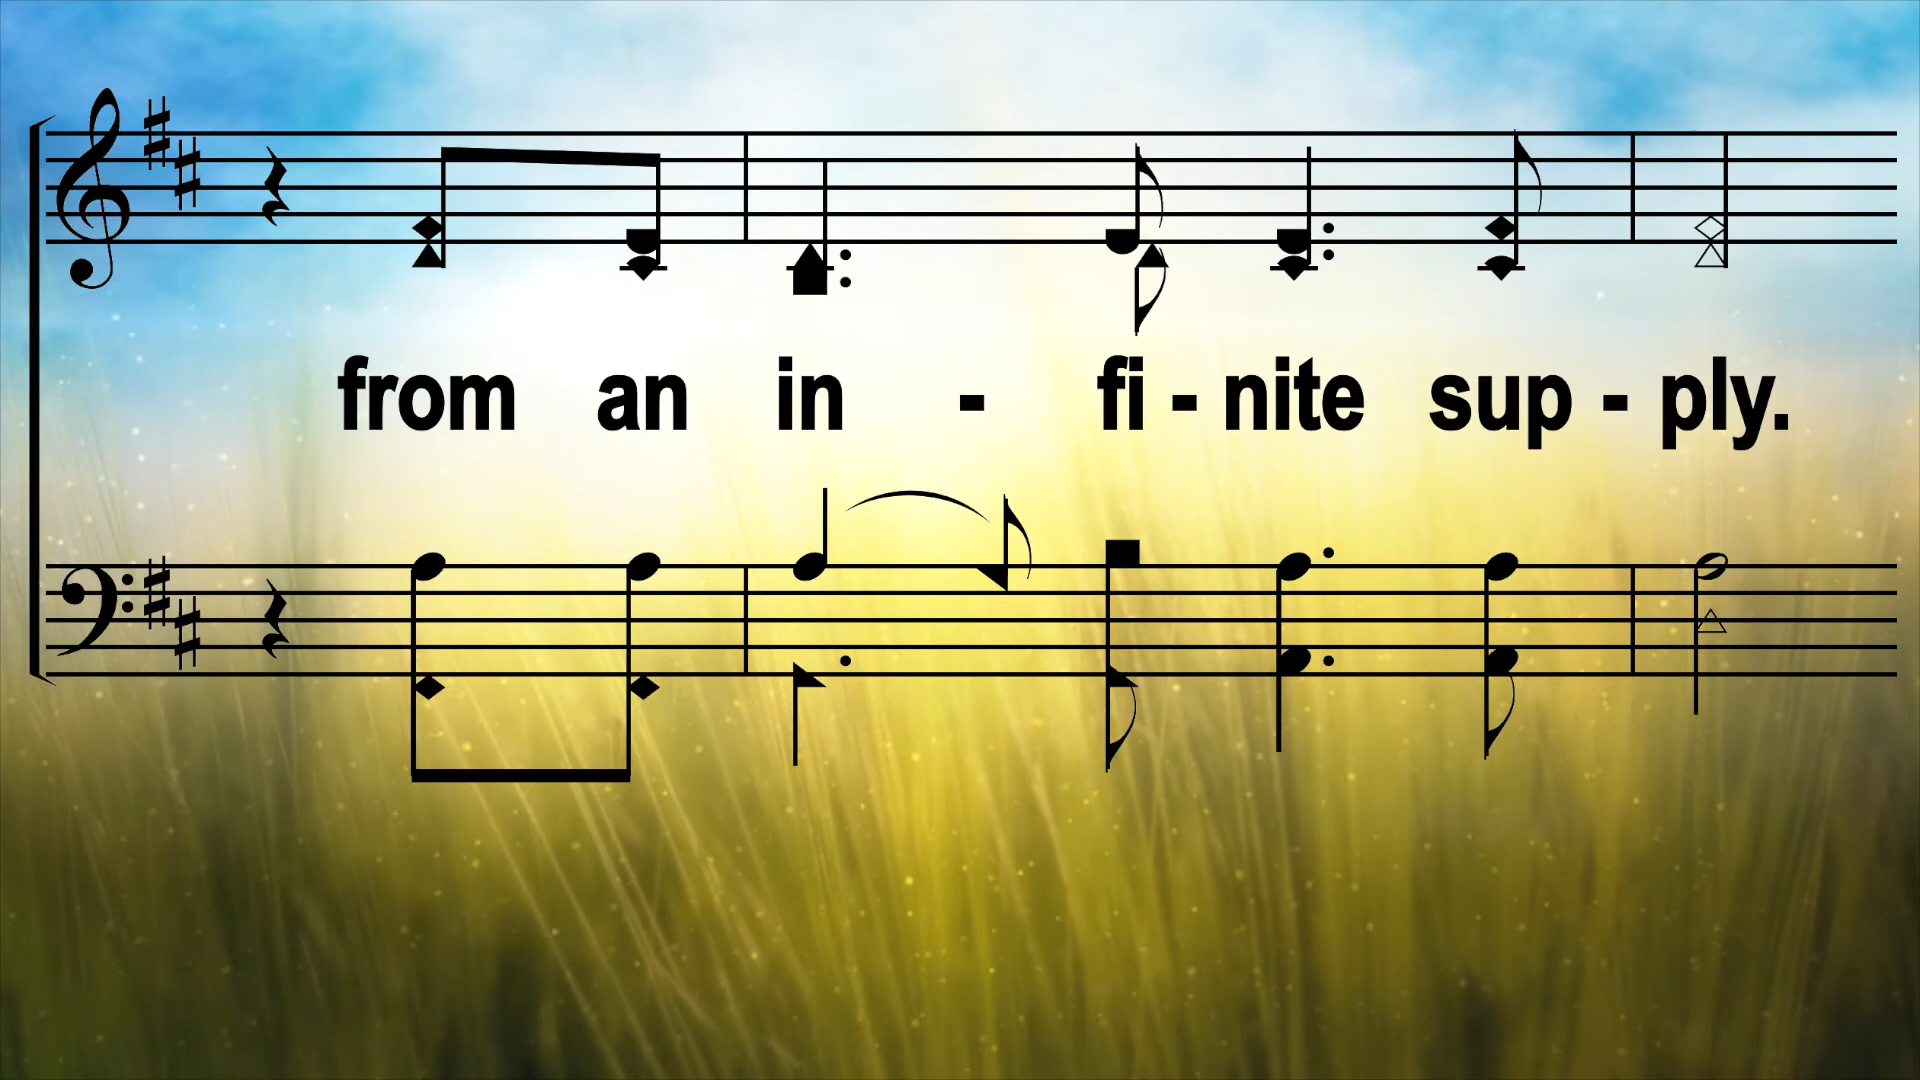 from an in - fi - nite sup - ply.